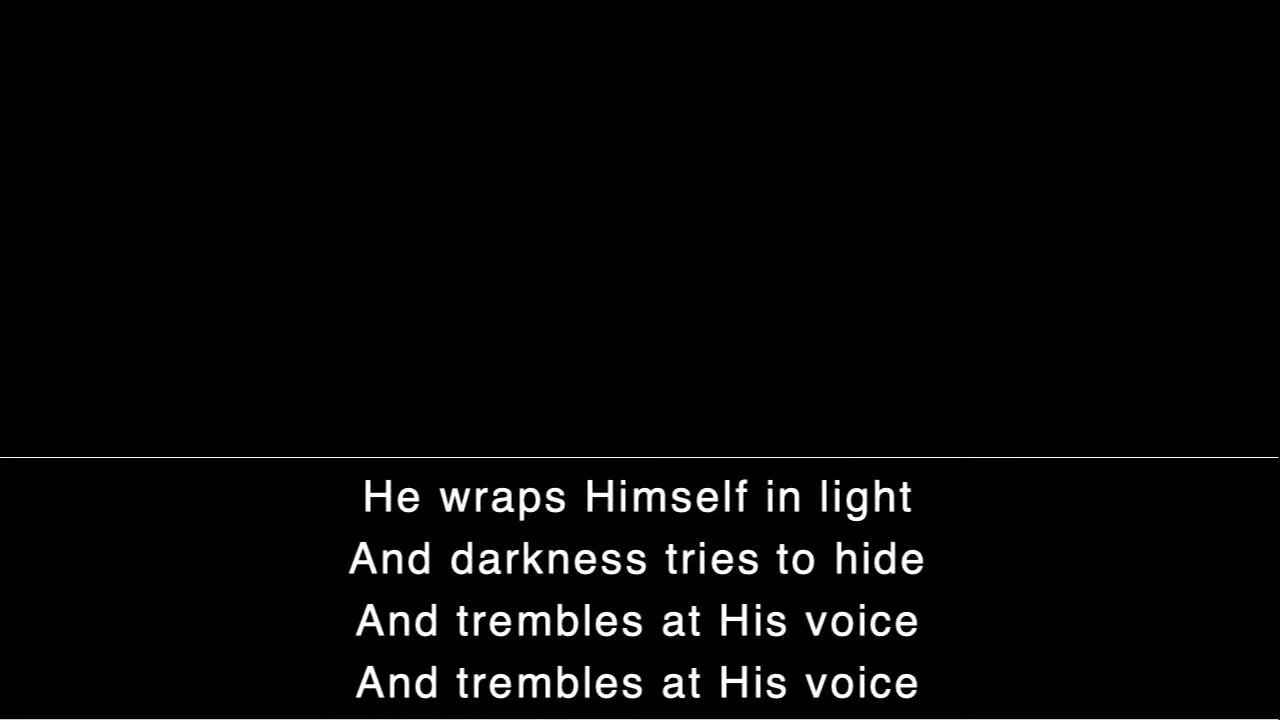 He wraps Himself in light
And darkness tries to hide
And trembles at His voice
And trembles at His voice